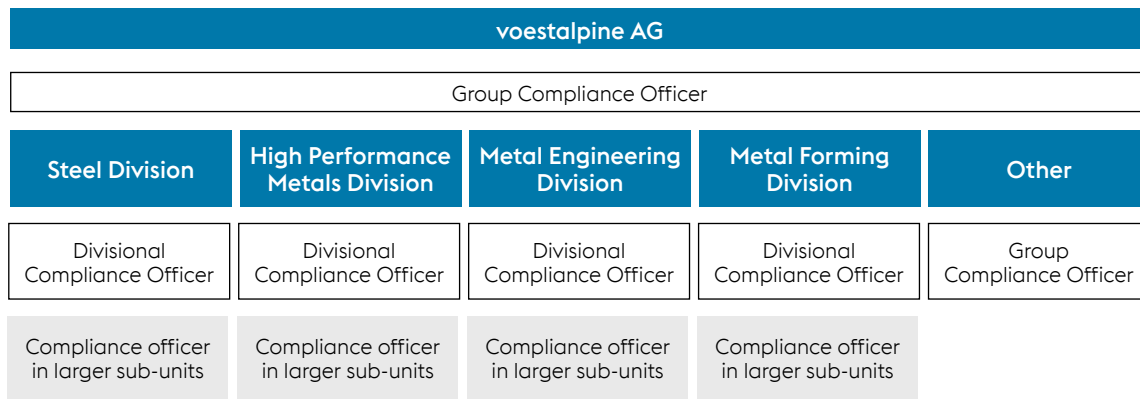 voestalpine AG
Group Compliance Officer
Steel Division
High Performance
Metals Division
Metal Engineering
Division
Metal Forming
Division
Other
Divisional
Compliance Officer
Divisional
Compliance Officer
Divisional
Compliance Officer
Divisional
Compliance Officer
Group
Compliance Officer
Compliance officer
in larger sub-units
Compliance officer
in larger sub-units
Compliance officer
in larger sub-units
Compliance officer
in larger sub-units